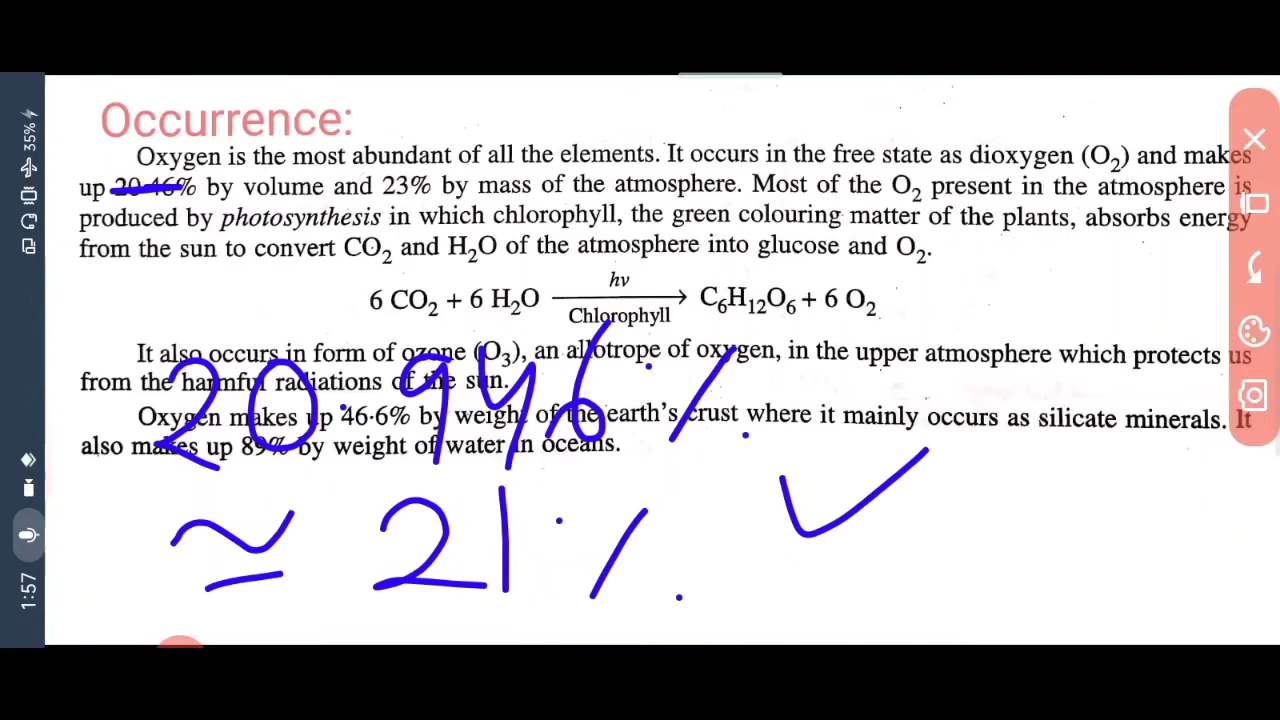 Occurrence:
Oxygen is the most abundant of all the elements. It occurs in the free state as dioxygen (O₂) and makes
up 20·46% by volume and 23% by mass of the atmosphere. Most of the O₂ present in the atmosphere is
produced by photosynthesis in which chlorophyll, the green colouring matter of the plants, absorbs energy
from the sun to convert CO₂ and H₂O of the atmosphere into glucose and O₂.
hν
6 CO₂ + 6 H₂O ⟶ C₆H₁₂O₆ + 6 O₂
Chlorophyll
It also occurs in form of ozone (O₃), an allotrope of oxygen, in the upper atmosphere which protects us
from the harmful radiations of the sun.
20.946%
Oxygen makes up 46·6% by weight of the earth's crust where it mainly occurs as silicate minerals. It
also makes up 89% by weight of water in oceans.
≃ 21%
35%
1:57